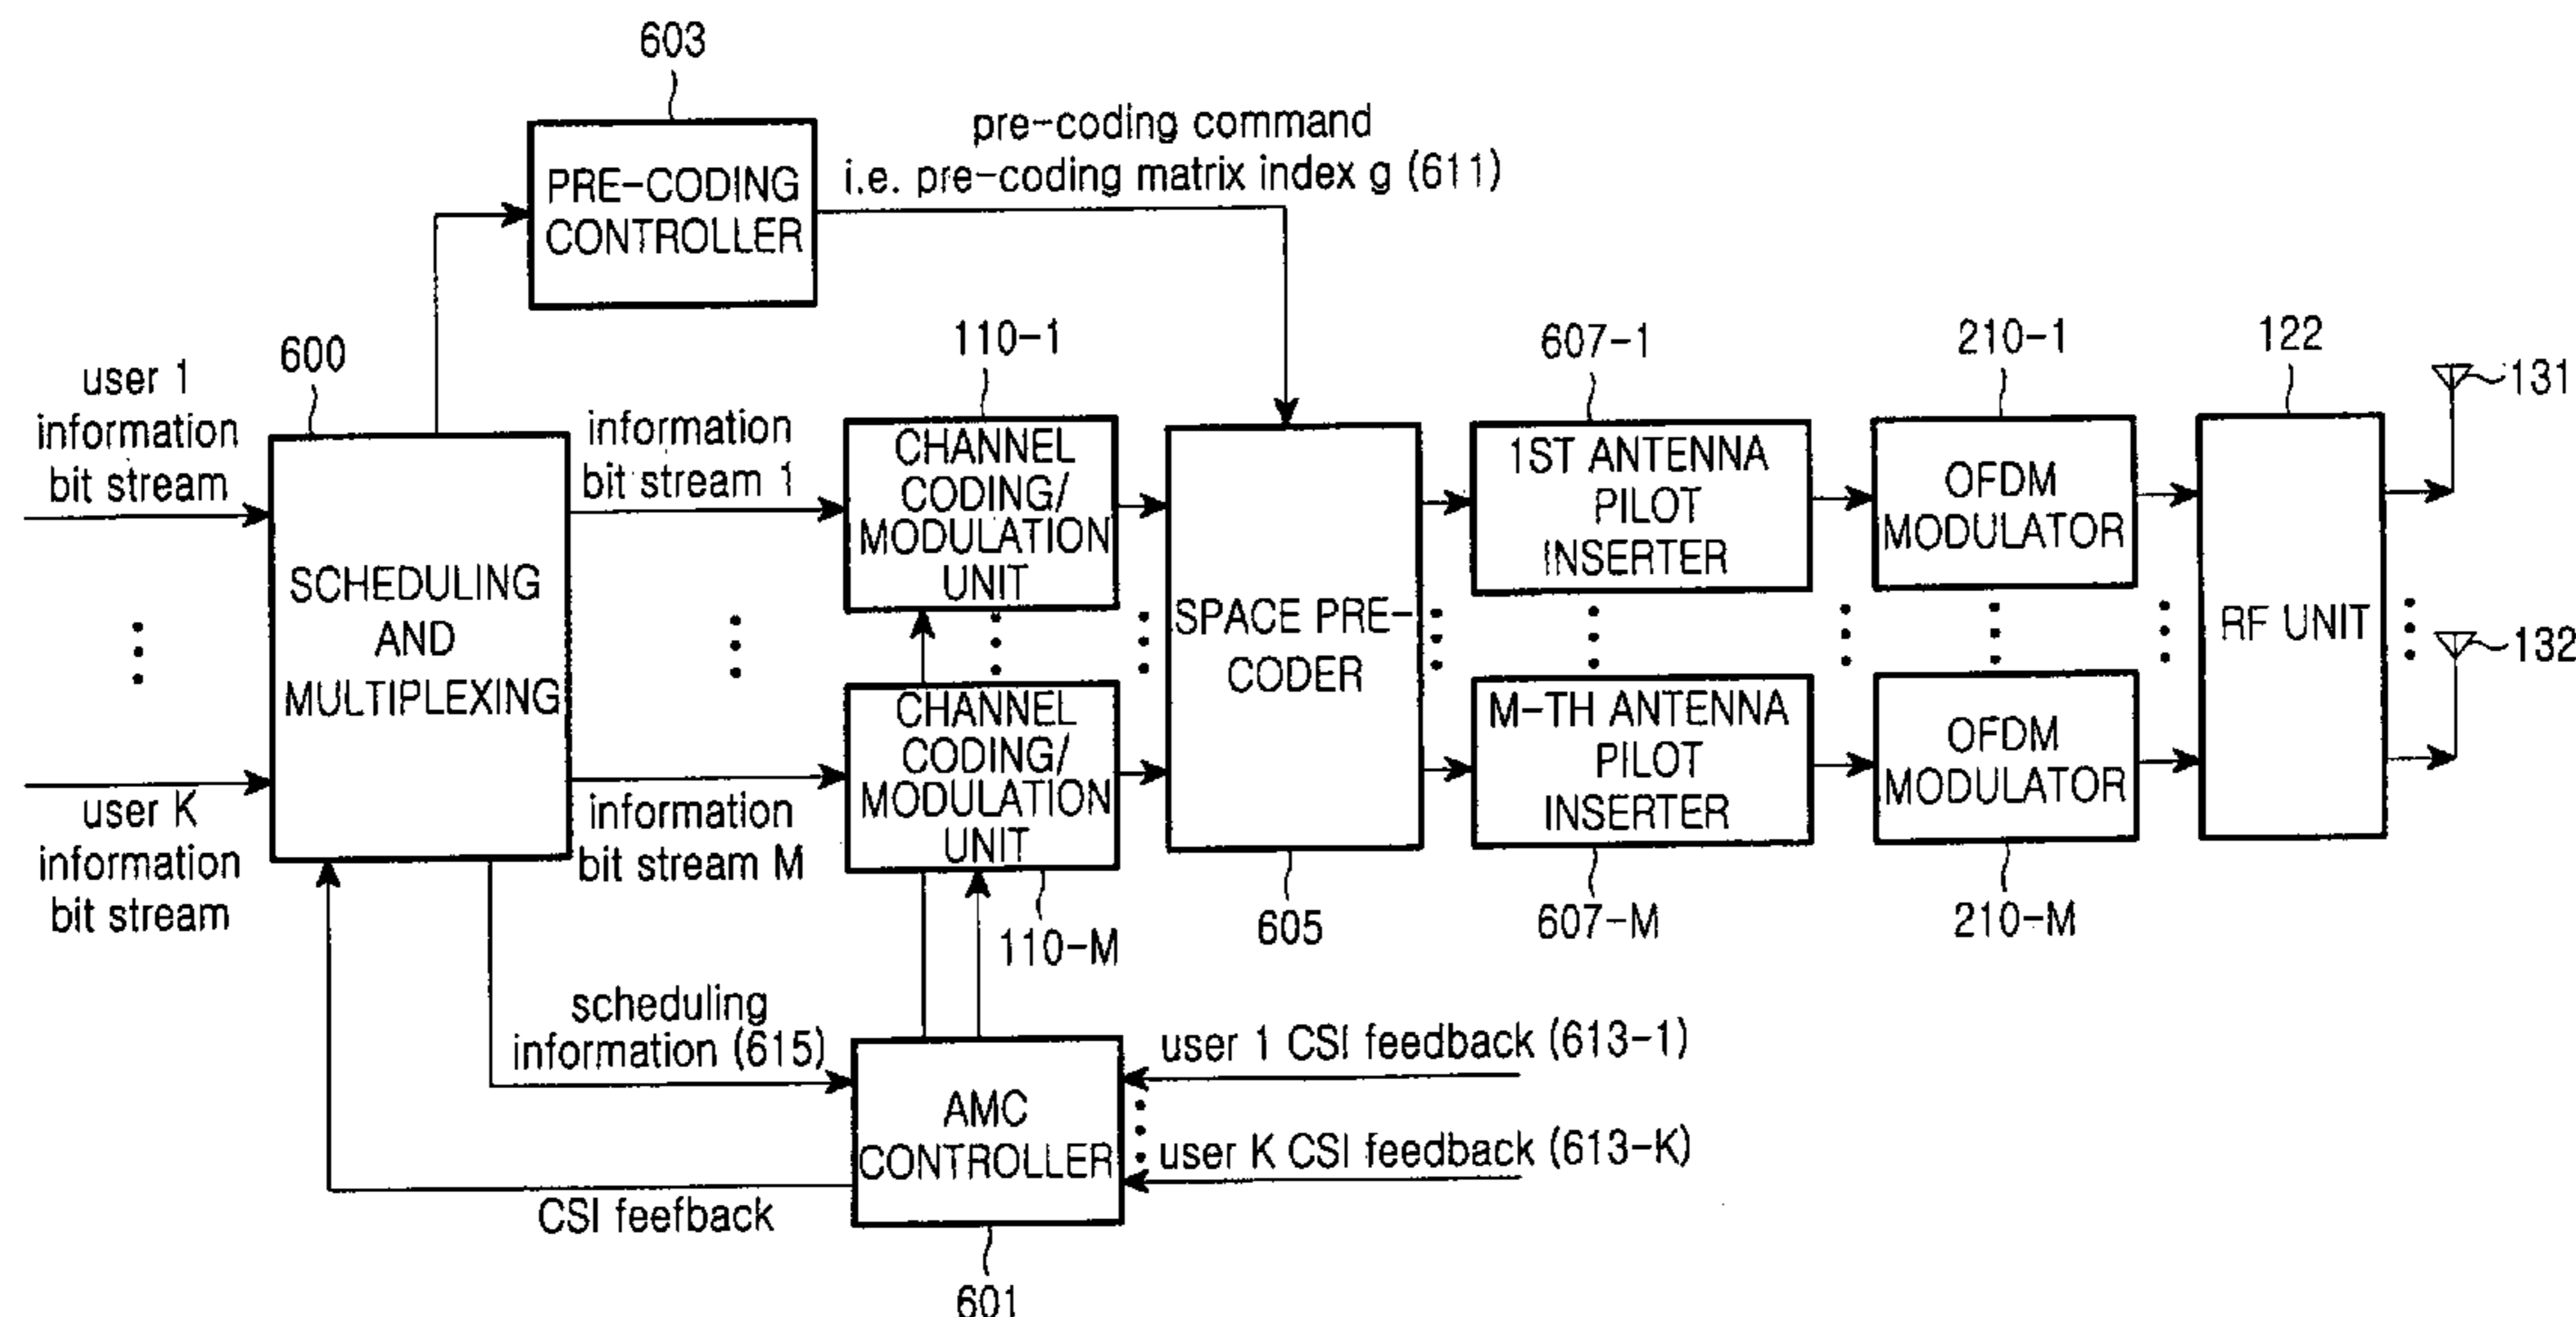 603
PRE-CODING
CONTROLLER
pre-coding command
i.e. pre-coding matrix index g (611)
user 1
information
bit stream
600
SCHEDULING
AND
MULTIPLEXING
user K
information
bit stream
information
bit stream 1
information
bit stream M
110-1
CHANNEL
CODING/
MODULATION
UNIT
CHANNEL
CODING/
MODULATION
UNIT
110-M
SPACE PRE-
CODER
605
607-1
1ST ANTENNA
PILOT
INSERTER
M-TH ANTENNA
PILOT
INSERTER
607-M
210-1
OFDM
MODULATOR
OFDM
MODULATOR
210-M
122
RF UNIT
131
132
scheduling
information (615)
AMC
CONTROLLER
601
user 1 CSI feedback (613-1)
user K CSI feedback (613-K)
CSI feefback